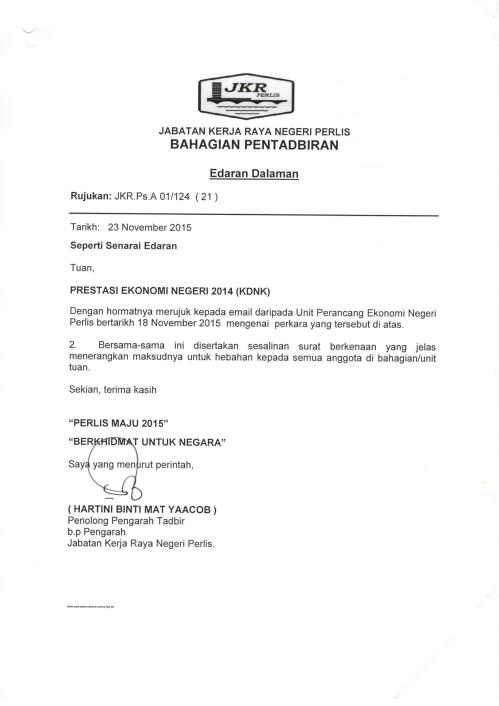 JKR
PERLIS
JABATAN KERJA RAYA NEGERI PERLIS
BAHAGIAN PENTADBIRAN
Edaran Dalaman
Rujukan: JKR.Ps.A 01/124 ( 21 )
Tarikh: 23 November 2015
Seperti Senarai Edaran
Tuan,
PRESTASI EKONOMI NEGERI 2014 (KDNK)
Dengan hormatnya merujuk kepada email daripada Unit Perancang Ekonomi Negeri
Perlis bertarikh 18 November 2015 mengenai perkara yang tersebut di atas.
2. Bersama-sama ini disertakan sesalinan surat berkenaan yang jelas
menerangkan maksudnya untuk hebahan kepada semua anggota di bahagian/unit
tuan.
Sekian, terima kasih
“PERLIS MAJU 2015”
“BERKHIDMAT UNTUK NEGARA”
Saya yang menurut perintah,
( HARTINI BINTI MAT YAACOB )
Penolong Pengarah Tadbir
b.p Pengarah
Jabatan Kerja Raya Negeri Perlis.